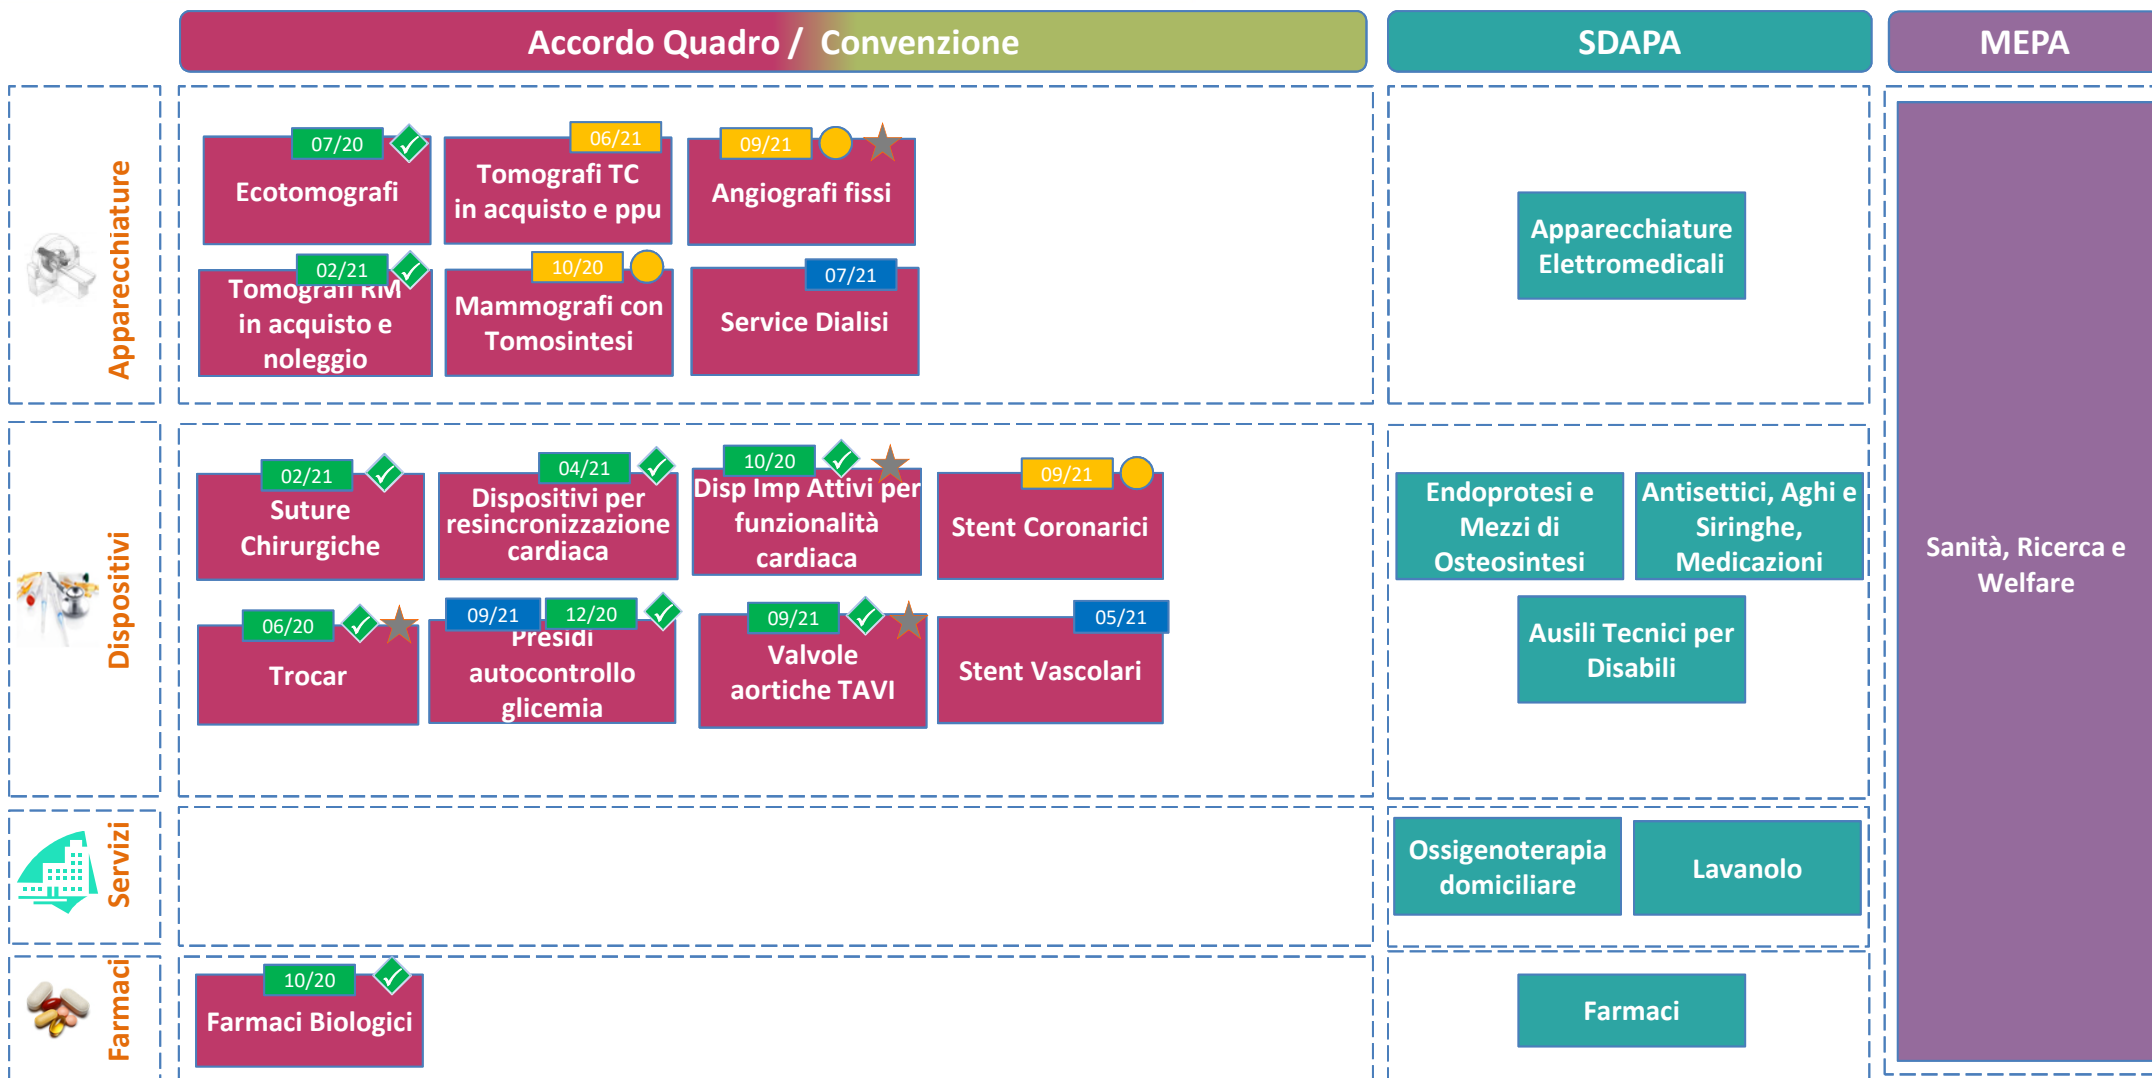 Accordo Quadro / Convenzione
SDAPA
MEPA
Apparecchiature
07/20
Ecotomografi
06/21
Tomografi TC
in acquisto e ppu
09/21
Angiografi fissi
02/21
Tomografi RM
in acquisto e
noleggio
10/20
Mammografi con
Tomosintesi
07/21
Service Dialisi
Apparecchiature
Elettromedicali
Dispositivi
02/21
Suture
Chirurgiche
04/21
Dispositivi per
resincronizzazione
cardiaca
10/20
Disp Imp Attivi per
funzionalità
cardiaca
09/21
Stent Coronarici
06/20
Trocar
09/21
12/20
Presidi
autocontrollo
glicemia
09/21
Valvole
aortiche TAVI
05/21
Stent Vascolari
Endoprotesi e
Mezzi di
Osteosintesi
Antisettici, Aghi e
Siringhe,
Medicazioni
Ausili Tecnici per
Disabili
Sanità, Ricerca e
Welfare
Servizi
Ossigenoterapia
domiciliare
Lavanolo
Farmaci
10/20
Farmaci Biologici
Farmaci